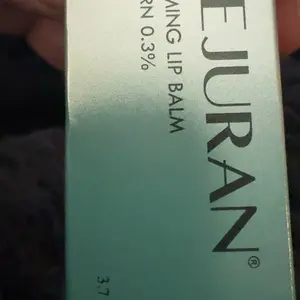 EJURAN®
MING LIP BALM
RN 0.3%
3.7